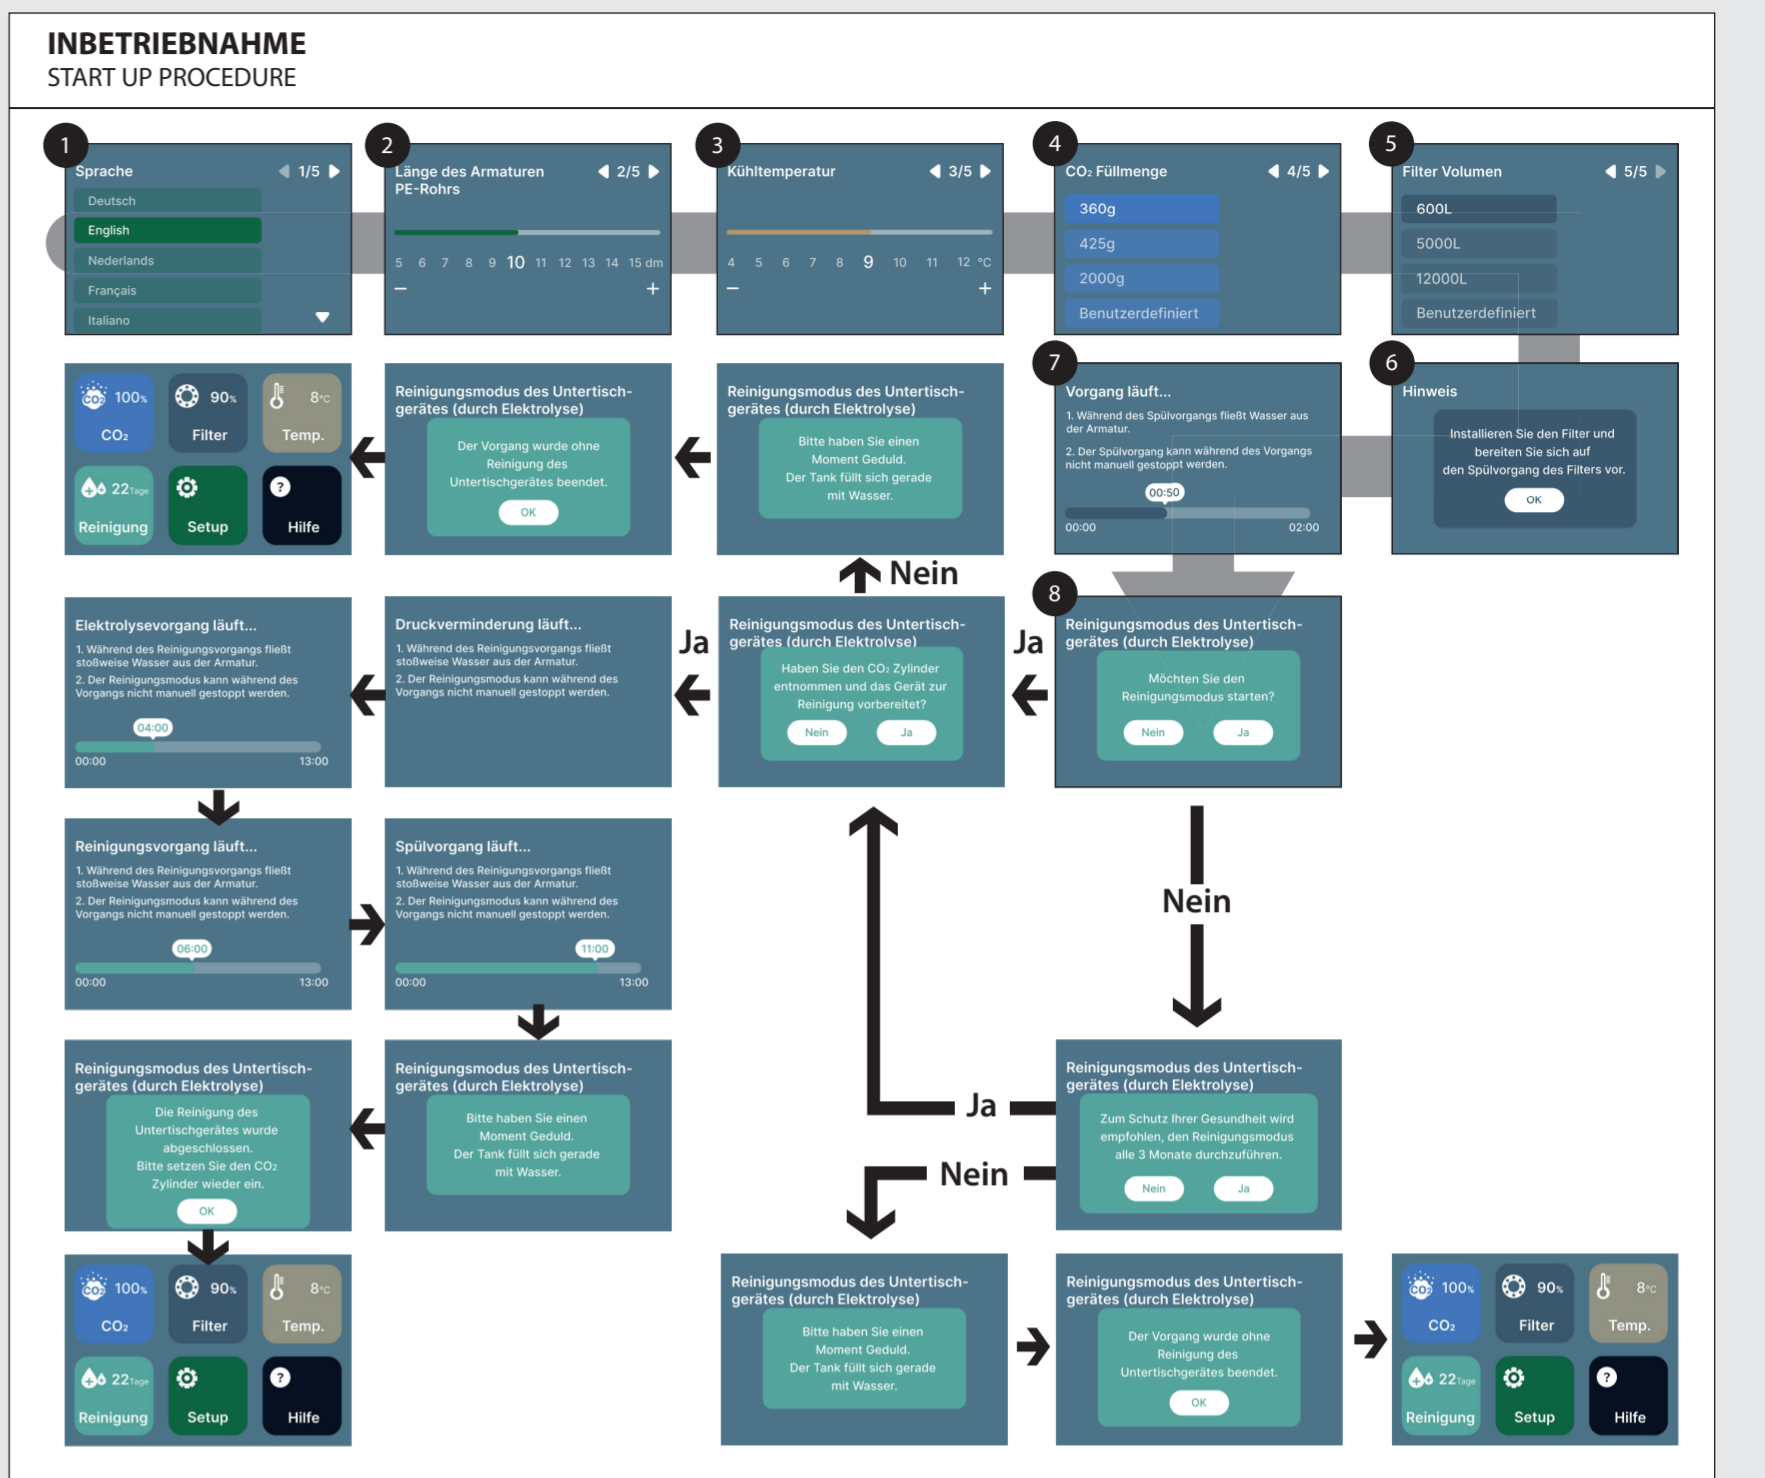 INBETRIEBNAHME
START UP PROCEDURE
1
Sprache
1/5
Deutsch
English
Nederlands
Français
Italiano
2
Länge des Armaturen
PE-Rohrs
2/5
5 6 7 8 9 10 11 12 13 14 15 dm
− +
3
Kühltemperatur
3/5
4 5 6 7 8 9 10 11 12 °C
− +
4
CO₂ Füllmenge
4/5
360g
425g
2000g
Benutzerdefiniert
5
Filter Volumen
5/5
600L
5000L
12000L
Benutzerdefiniert
CO2 100%
CO₂
90%
Filter
8°C
Temp.
22 Tage
Reinigung
Setup
?
Hilfe
Reinigungsmodus des Untertisch-
gerätes (durch Elektrolyse)
Der Vorgang wurde ohne
Reinigung des
Untertischgerätes beendet.
OK
Reinigungsmodus des Untertisch-
gerätes (durch Elektrolyse)
Bitte haben Sie einen
Moment Geduld.
Der Tank füllt sich gerade
mit Wasser.
7
Vorgang läuft...
1. Während des Spülvorgangs fließt Wasser aus
der Armatur.
2. Der Spülvorgang kann während des Vorgangs
nicht manuell gestoppt werden.
00:50
00:00 02:00
6
Hinweis
Installieren Sie den Filter und
bereiten Sie sich auf
den Spülvorgang des Filters vor.
OK
Nein
Elektrolysevorgang läuft...
1. Während des Reinigungsvorgangs fließt
stoßweise Wasser aus der Armatur.
2. Der Reinigungsmodus kann während des
Vorgangs nicht manuell gestoppt werden.
04:00
00:00 13:00
Druckverminderung läuft...
1. Während des Reinigungsvorgangs fließt
stoßweise Wasser aus der Armatur.
2. Der Reinigungsmodus kann während des
Vorgangs nicht manuell gestoppt werden.
Ja
Reinigungsmodus des Untertisch-
gerätes (durch Elektrolyse)
Haben Sie den CO₂ Zylinder
entnommen und das Gerät zur
Reinigung vorbereitet?
Nein Ja
Ja
8
Reinigungsmodus des Untertisch-
gerätes (durch Elektrolyse)
Möchten Sie den
Reinigungsmodus starten?
Nein Ja
Reinigungsvorgang läuft...
1. Während des Reinigungsvorgangs fließt
stoßweise Wasser aus der Armatur.
2. Der Reinigungsmodus kann während des
Vorgangs nicht manuell gestoppt werden.
06:00
00:00 13:00
Spülvorgang läuft...
1. Während des Reinigungsvorgangs fließt
stoßweise Wasser aus der Armatur.
2. Der Reinigungsmodus kann während des
Vorgangs nicht manuell gestoppt werden.
11:00
00:00 13:00
Nein
Reinigungsmodus des Untertisch-
gerätes (durch Elektrolyse)
Die Reinigung des
Untertischgerätes wurde
abgeschlossen.
Bitte setzen Sie den CO₂
Zylinder wieder ein.
OK
Reinigungsmodus des Untertisch-
gerätes (durch Elektrolyse)
Bitte haben Sie einen
Moment Geduld.
Der Tank füllt sich gerade
mit Wasser.
Ja
Nein
Reinigungsmodus des Untertisch-
gerätes (durch Elektrolyse)
Zum Schutz Ihrer Gesundheit wird
empfohlen, den Reinigungsmodus
alle 3 Monate durchzuführen.
Nein Ja
CO2 100%
CO₂
90%
Filter
8°C
Temp.
22 Tage
Reinigung
Setup
?
Hilfe
Reinigungsmodus des Untertisch-
gerätes (durch Elektrolyse)
Bitte haben Sie einen
Moment Geduld.
Der Tank füllt sich gerade
mit Wasser.
Reinigungsmodus des Untertisch-
gerätes (durch Elektrolyse)
Der Vorgang wurde ohne
Reinigung des
Untertischgerätes beendet.
OK
CO2 100%
CO₂
90%
Filter
8°C
Temp.
22 Tage
Reinigung
Setup
?
Hilfe